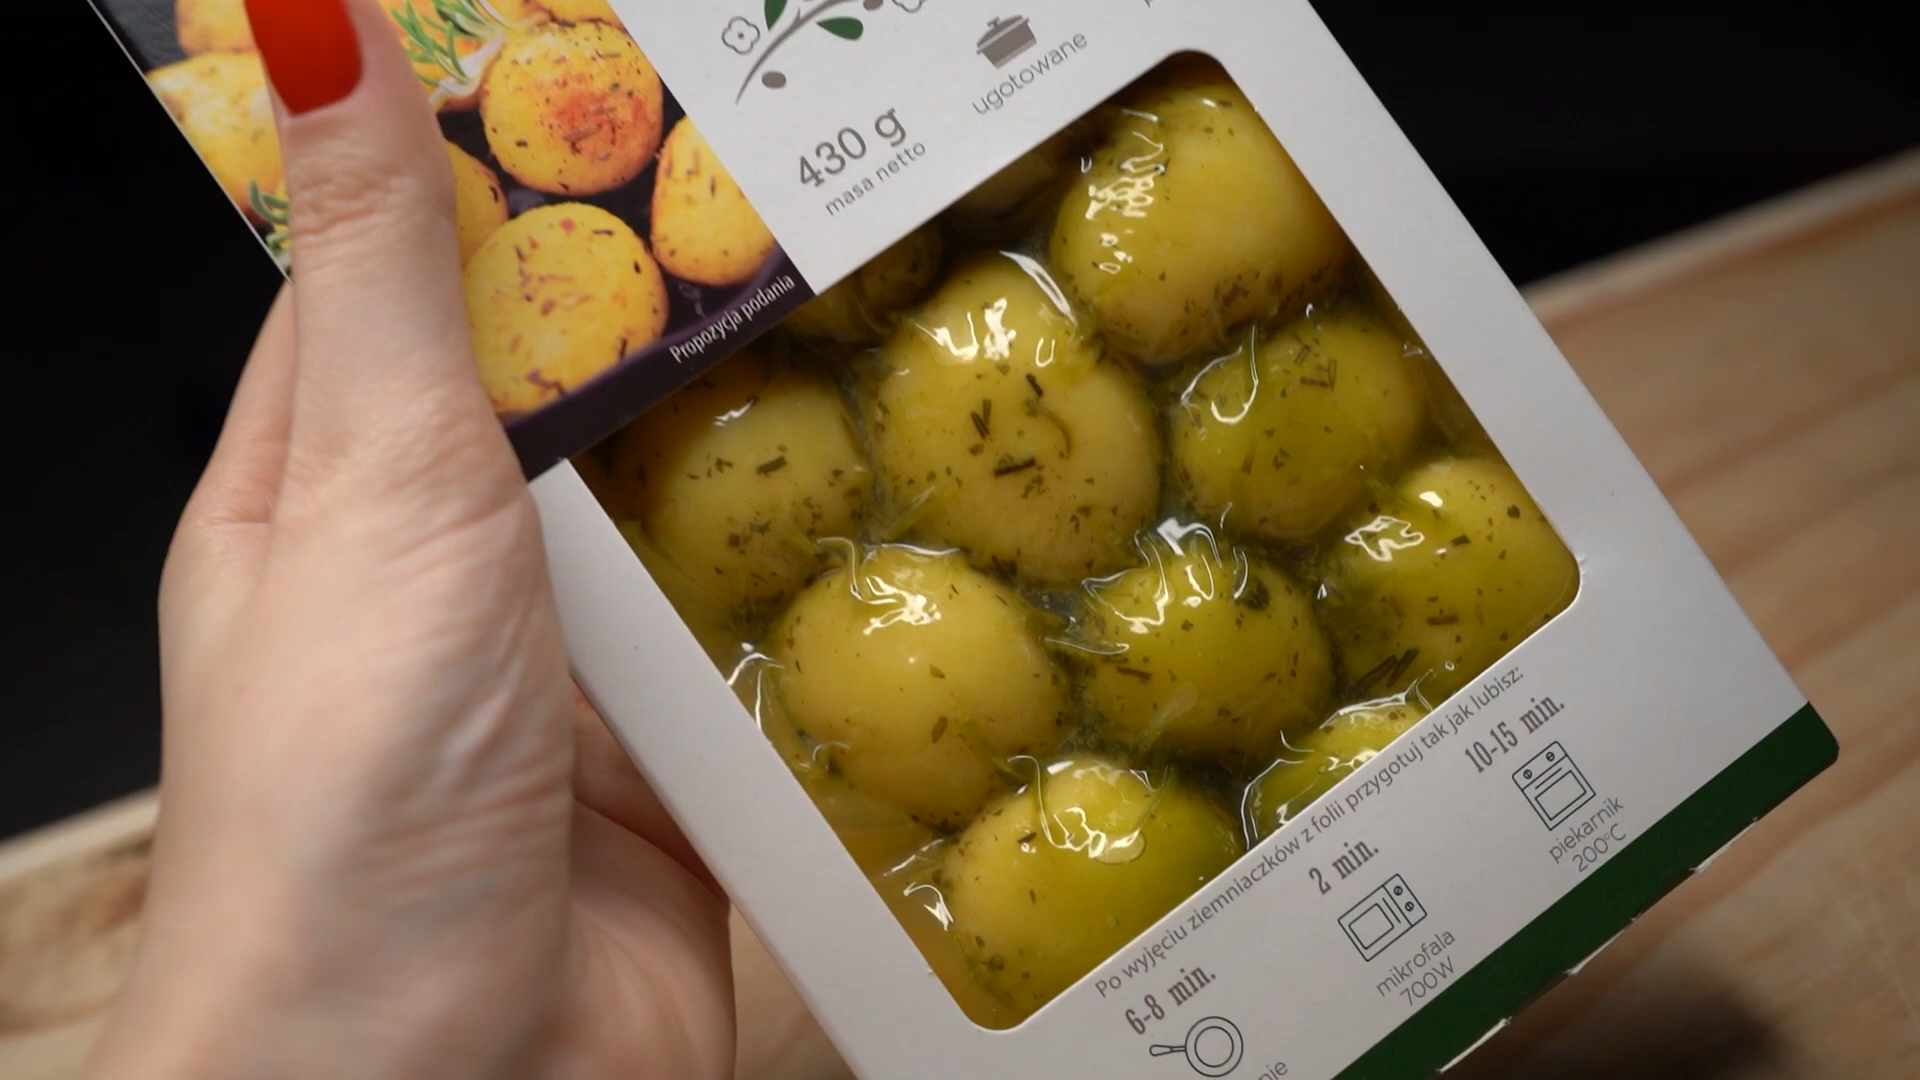 ugotowane
430 g
masa netto
Propozycja podania
Po wyjęciu ziemniaczków z folii przygotuj tak jak lubisz:
6-8 min.
2 min.
mikrofala
700W
10-15 min.
piekarnik
200°C